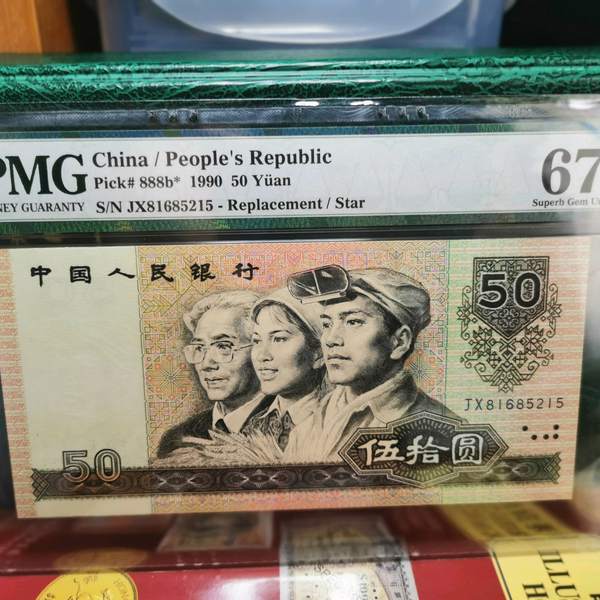 PMG
China / People's Republic
Pick# 888b* 1990 50 Yüan
S/N JX81685215 - Replacement / Star
NEY GUARANTY
67
Superb Gem U
中国人民银行
50
JX81685215
伍拾圆
50
ILLU
H